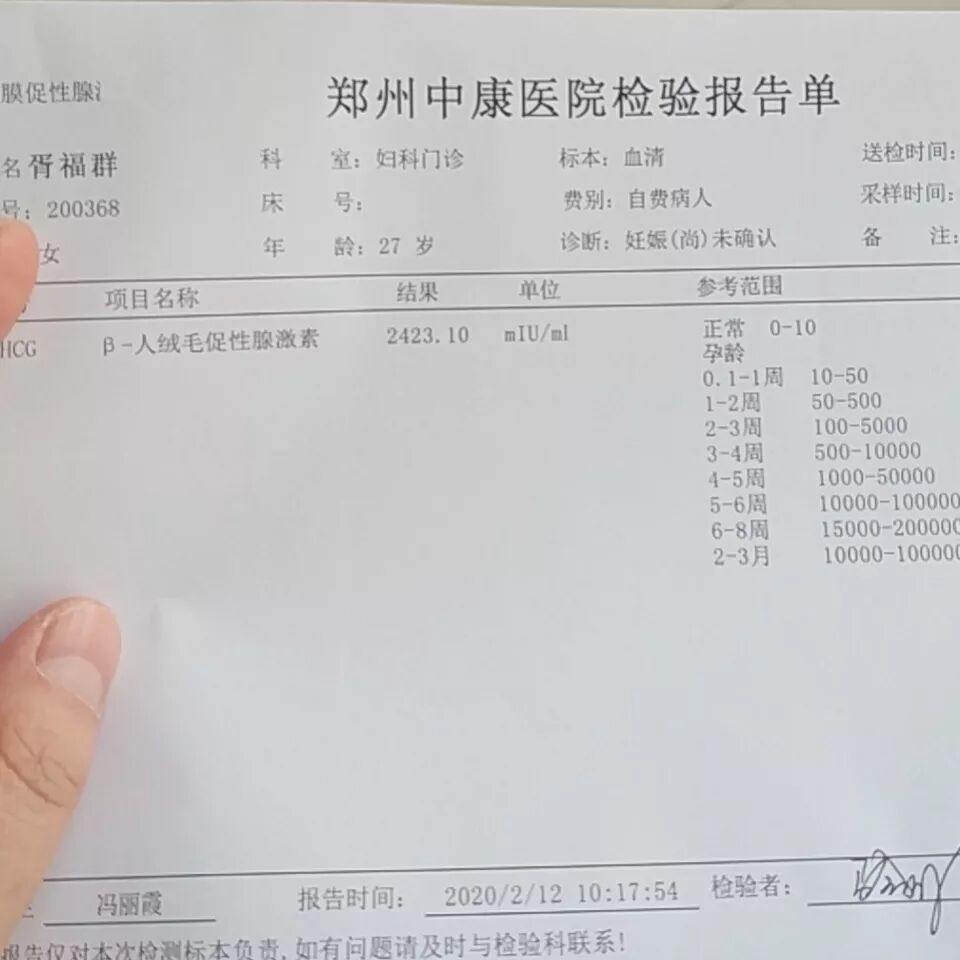 膜促性腺
郑州中康医院检验报告单
名 胥福群 科 室: 妇科门诊 标本: 血清 送检时间:
号: 200368 床 号: 费别: 自费病人 采样时间:
女 年 龄: 27 岁 诊断: 妊娠(尚)未确认 备 注:
项目名称 结果 单位 参考范围
HCG β-人绒毛促性腺激素 2423.10 mIU/ml 正常 0-10
孕龄
0.1-1周 10-50
1-2周 50-500
2-3周 100-5000
3-4周 500-10000
4-5周 1000-50000
5-6周 10000-100000
6-8周 15000-200000
2-3月 10000-100000
冯丽霞 报告时间: 2020/2/12 10:17:54 检验者:
报告仅对本次检测标本负责,如有问题请及时与检验科联系!